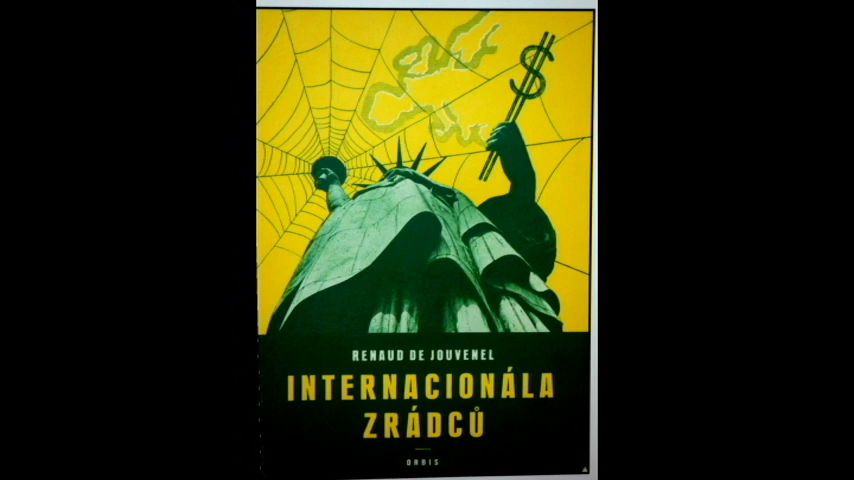 $
RENAUD DE JOUVENEL
INTERNACIONÁLA
ZRÁDCŮ
ORBIS